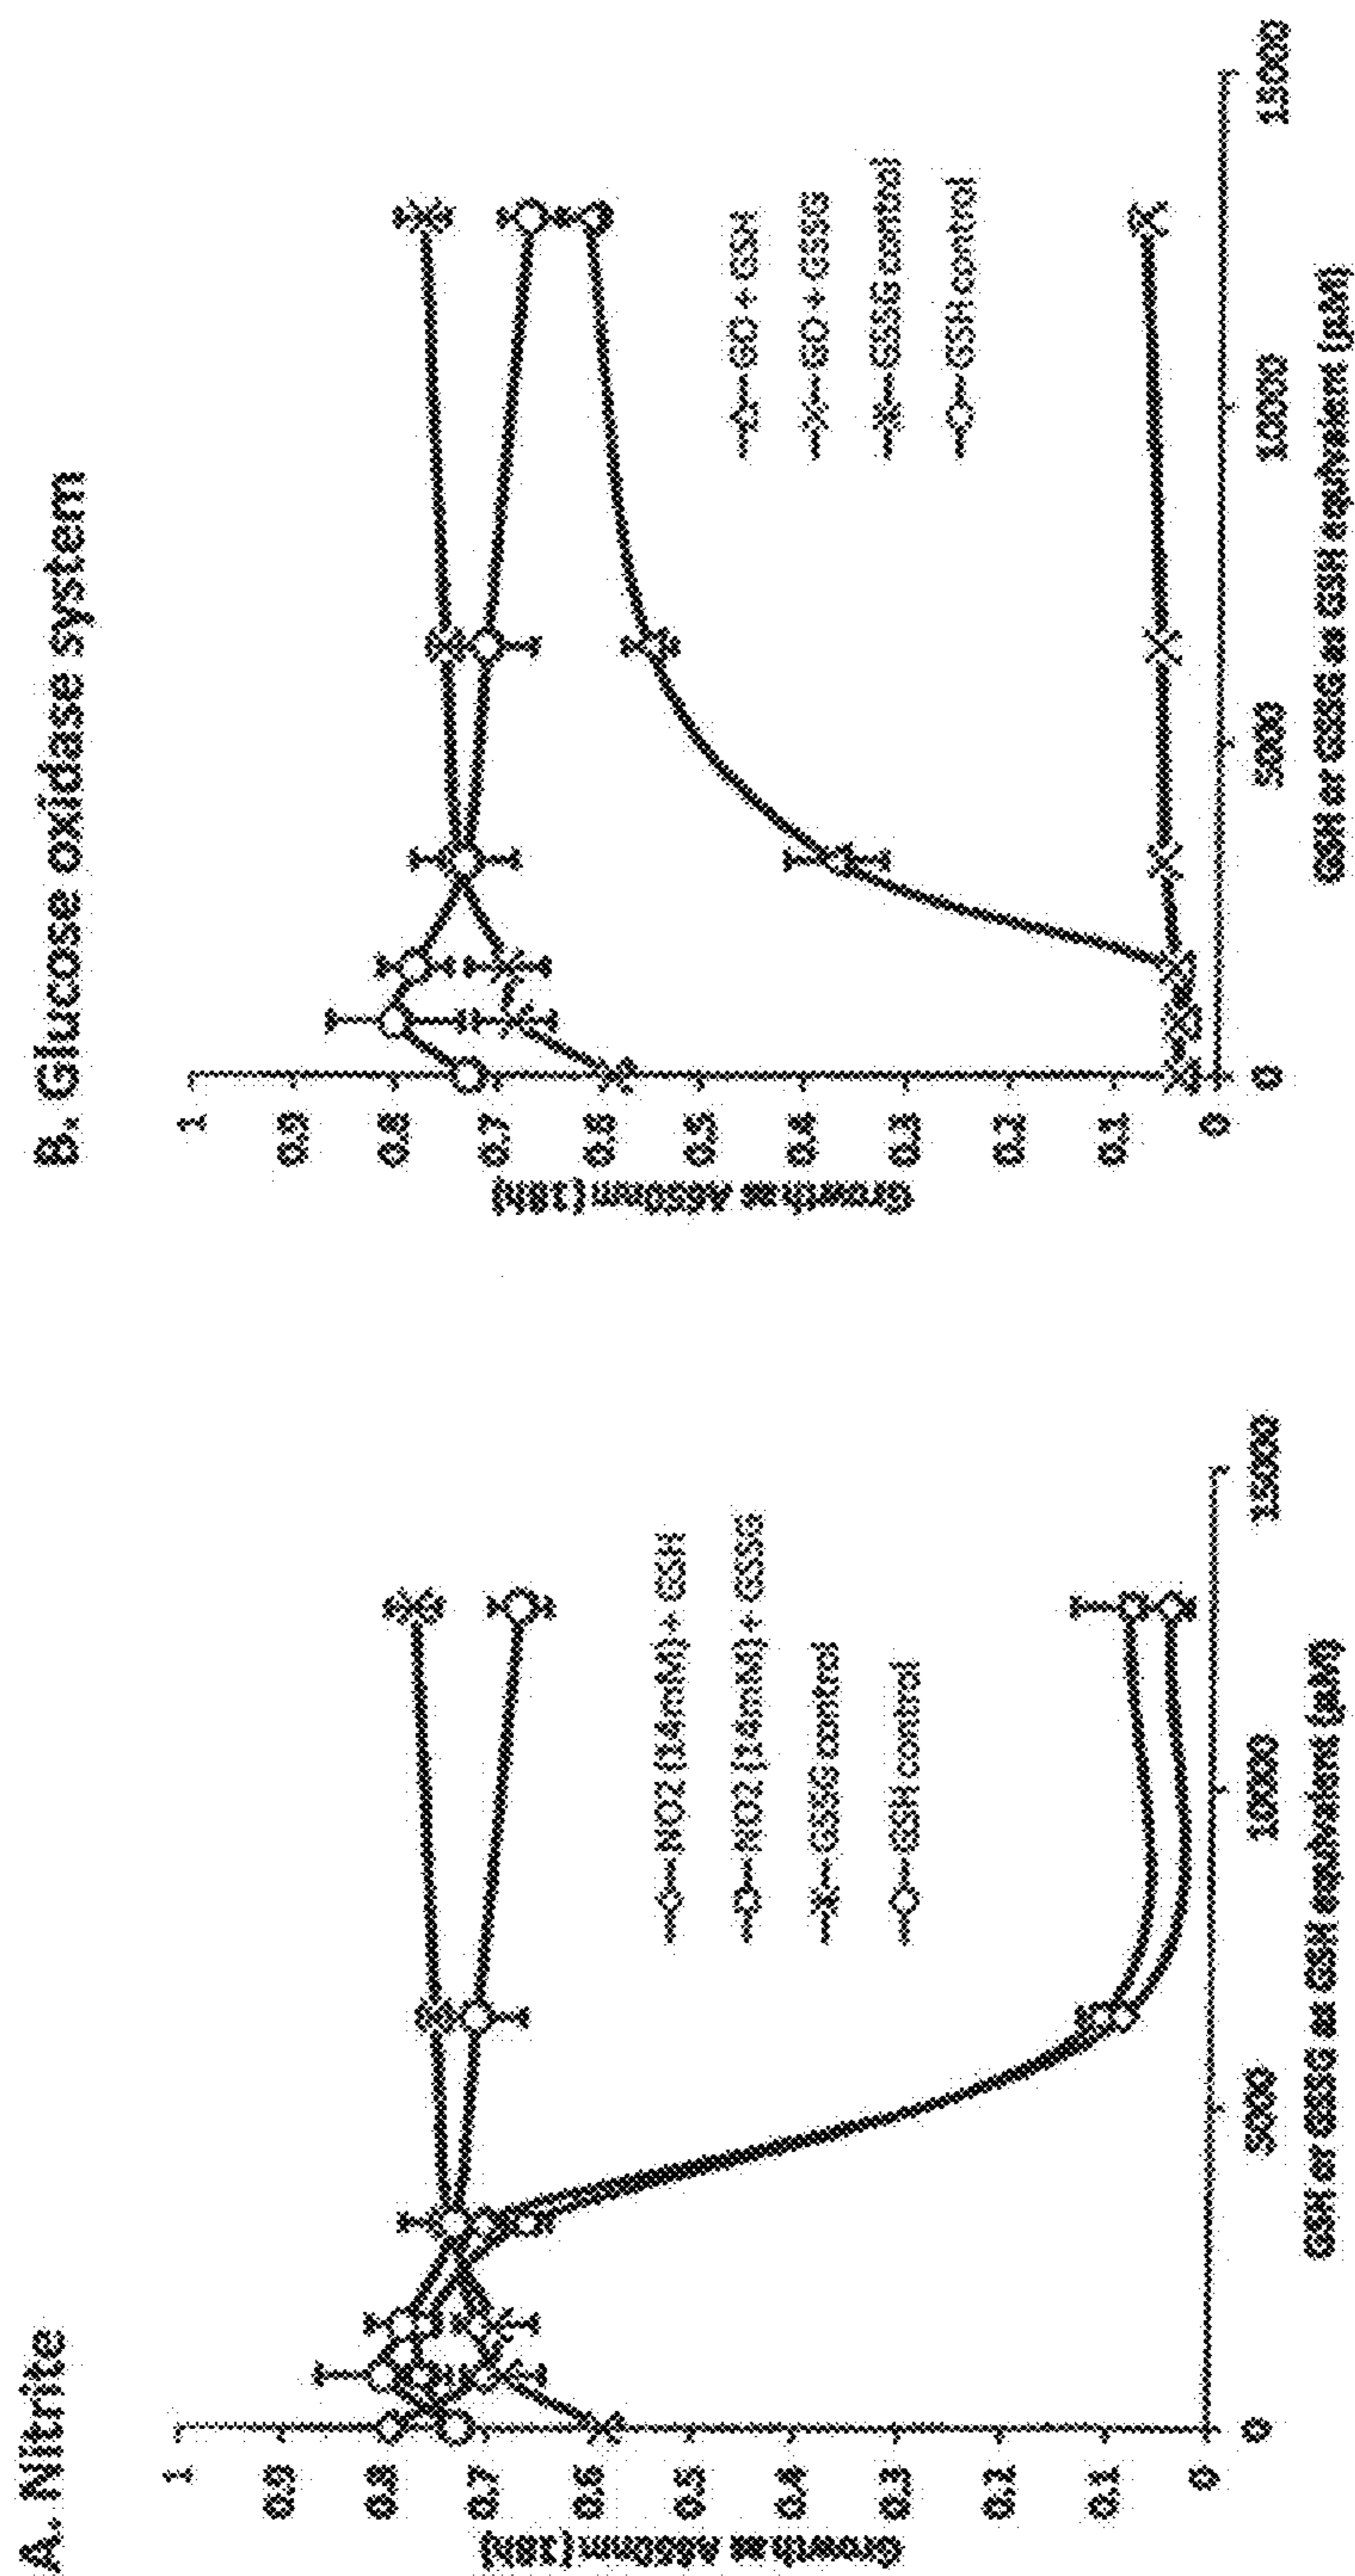 A. Nitrite
Growth as A650nm (18h)
1
0.9
0.8
0.7
0.6
0.5
0.4
0.3
0.2
0.1
0
0
5000
10000
15000
GSH or GSSG as GSH equivalent (µM)
NO2 [14mM]+ GSH
NO2 [14mM]+ GSSG
GSSG control
GSH control
B. Glucose oxidase system
Growth as A650nm (18h)
1
0.9
0.8
0.7
0.6
0.5
0.4
0.3
0.2
0.1
0
0
5000
10000
15000
GSH or GSSG as GSH equivalent (µM)
GO + GSH
GO + GSSG
GSSG control
GSH control